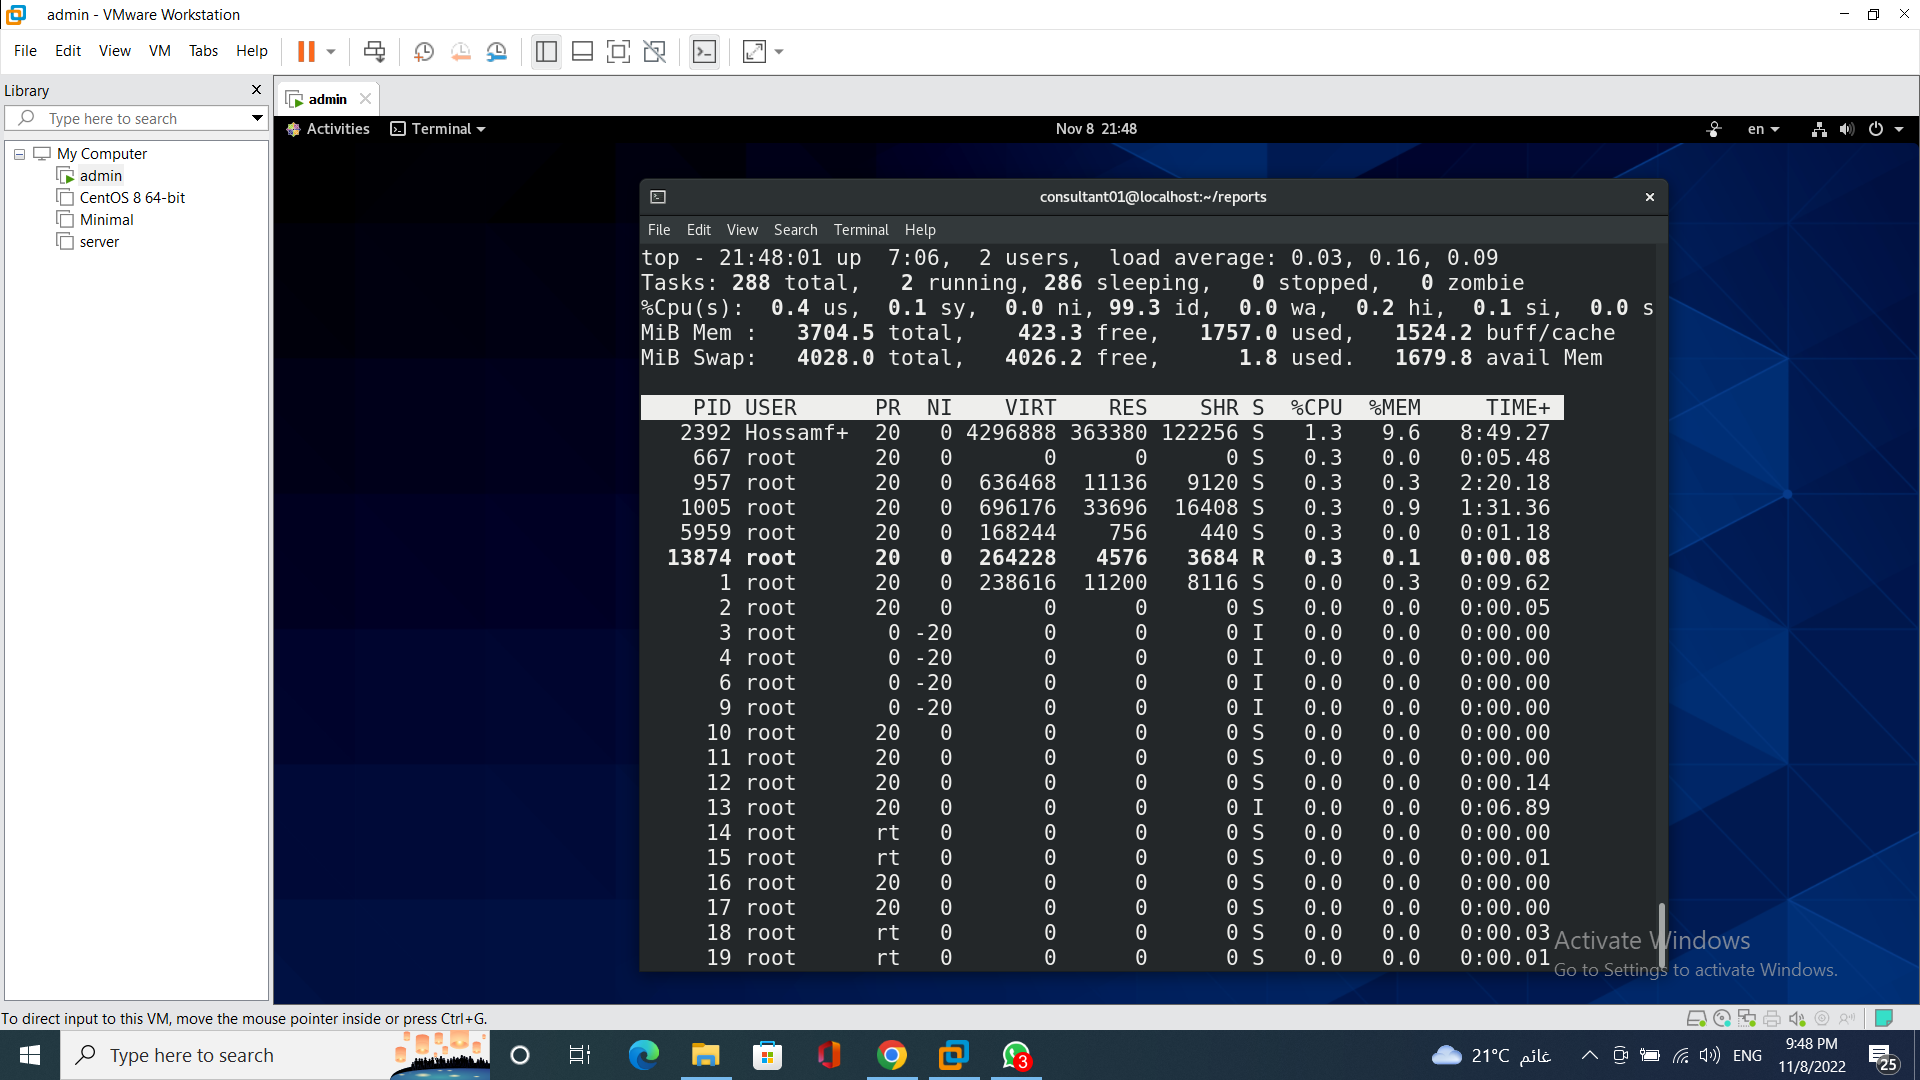 admin - VMware Workstation
File Edit View VM Tabs Help
Library
Type here to search
My Computer
admin
CentOS 8 64-bit
Minimal
server
admin
Activities Terminal Nov 8 21:48 en
consultant01@localhost:~/reports
File Edit View Search Terminal Help
top - 21:48:01 up 7:06, 2 users, load average: 0.03, 0.16, 0.09
Tasks: 288 total, 2 running, 286 sleeping, 0 stopped, 0 zombie
%Cpu(s): 0.4 us, 0.1 sy, 0.0 ni, 99.3 id, 0.0 wa, 0.2 hi, 0.1 si, 0.0 s
MiB Mem : 3704.5 total, 423.3 free, 1757.0 used, 1524.2 buff/cache
MiB Swap: 4028.0 total, 4026.2 free, 1.8 used. 1679.8 avail Mem
PID USER PR NI VIRT RES SHR S %CPU %MEM TIME+
2392 Hossamf+ 20 0 4296888 363380 122256 S 1.3 9.6 8:49.27
667 root 20 0 0 0 0 S 0.3 0.0 0:05.48
957 root 20 0 636468 11136 9120 S 0.3 0.3 2:20.18
1005 root 20 0 696176 33696 16408 S 0.3 0.9 1:31.36
5959 root 20 0 168244 756 440 S 0.3 0.0 0:01.18
13874 root 20 0 264228 4576 3684 R 0.3 0.1 0:00.08
1 root 20 0 238616 11200 8116 S 0.0 0.3 0:09.62
2 root 20 0 0 0 0 S 0.0 0.0 0:00.05
3 root 0 -20 0 0 0 I 0.0 0.0 0:00.00
4 root 0 -20 0 0 0 I 0.0 0.0 0:00.00
6 root 0 -20 0 0 0 I 0.0 0.0 0:00.00
9 root 0 -20 0 0 0 I 0.0 0.0 0:00.00
10 root 20 0 0 0 0 S 0.0 0.0 0:00.00
11 root 20 0 0 0 0 S 0.0 0.0 0:00.00
12 root 20 0 0 0 0 S 0.0 0.0 0:00.14
13 root 20 0 0 0 0 I 0.0 0.0 0:06.89
14 root rt 0 0 0 0 S 0.0 0.0 0:00.00
15 root rt 0 0 0 0 S 0.0 0.0 0:00.01
16 root 20 0 0 0 0 S 0.0 0.0 0:00.00
17 root 20 0 0 0 0 S 0.0 0.0 0:00.00
18 root rt 0 0 0 0 S 0.0 0.0 0:00.03
19 root rt 0 0 0 0 S 0.0 0.0 0:00.01
Activate Windows
Go to Settings to activate Windows.
To direct input to this VM, move the mouse pointer inside or press Ctrl+G.
Type here to search
3
21°C غائم
ENG
9:48 PM
11/8/2022
25